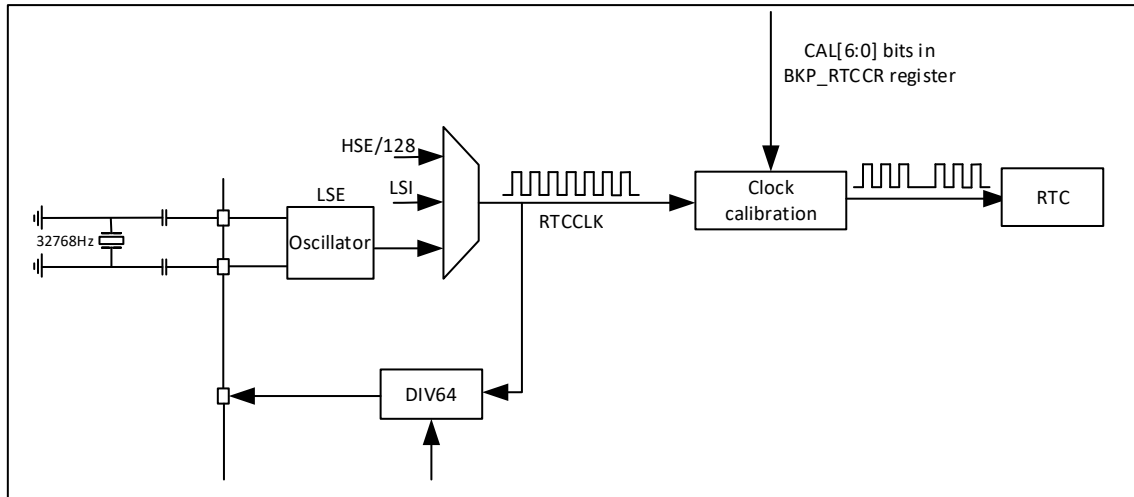 CAL[6:0] bits in
BKP_RTCCR register
HSE/128
LSI
LSE
Oscillator
32768Hz
RTCCLK
Clock
calibration
RTC
DIV64